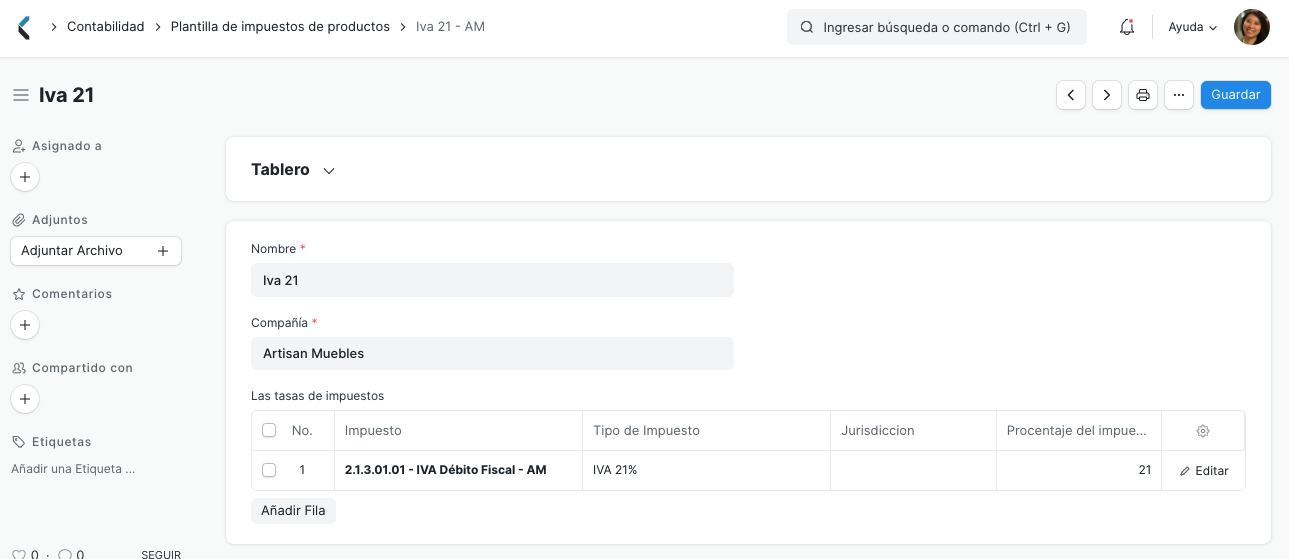 Contabilidad > Plantilla de impuestos de productos > Iva 21 - AM
Ingresar búsqueda o comando (Ctrl + G)
Ayuda
Iva 21
Guardar
Asignado a
Adjuntos
Adjuntar Archivo
Comentarios
Compartido con
Etiquetas
Añadir una Etiqueta ...
0 · 0 SEGUIR
Tablero
Nombre *
Iva 21
Compañía *
Artisan Muebles
Las tasas de impuestos
No. Impuesto Tipo de Impuesto Jurisdiccion Procentaje del impue...
1 2.1.3.01.01 - IVA Débito Fiscal - AM IVA 21% 21 Editar
Añadir Fila